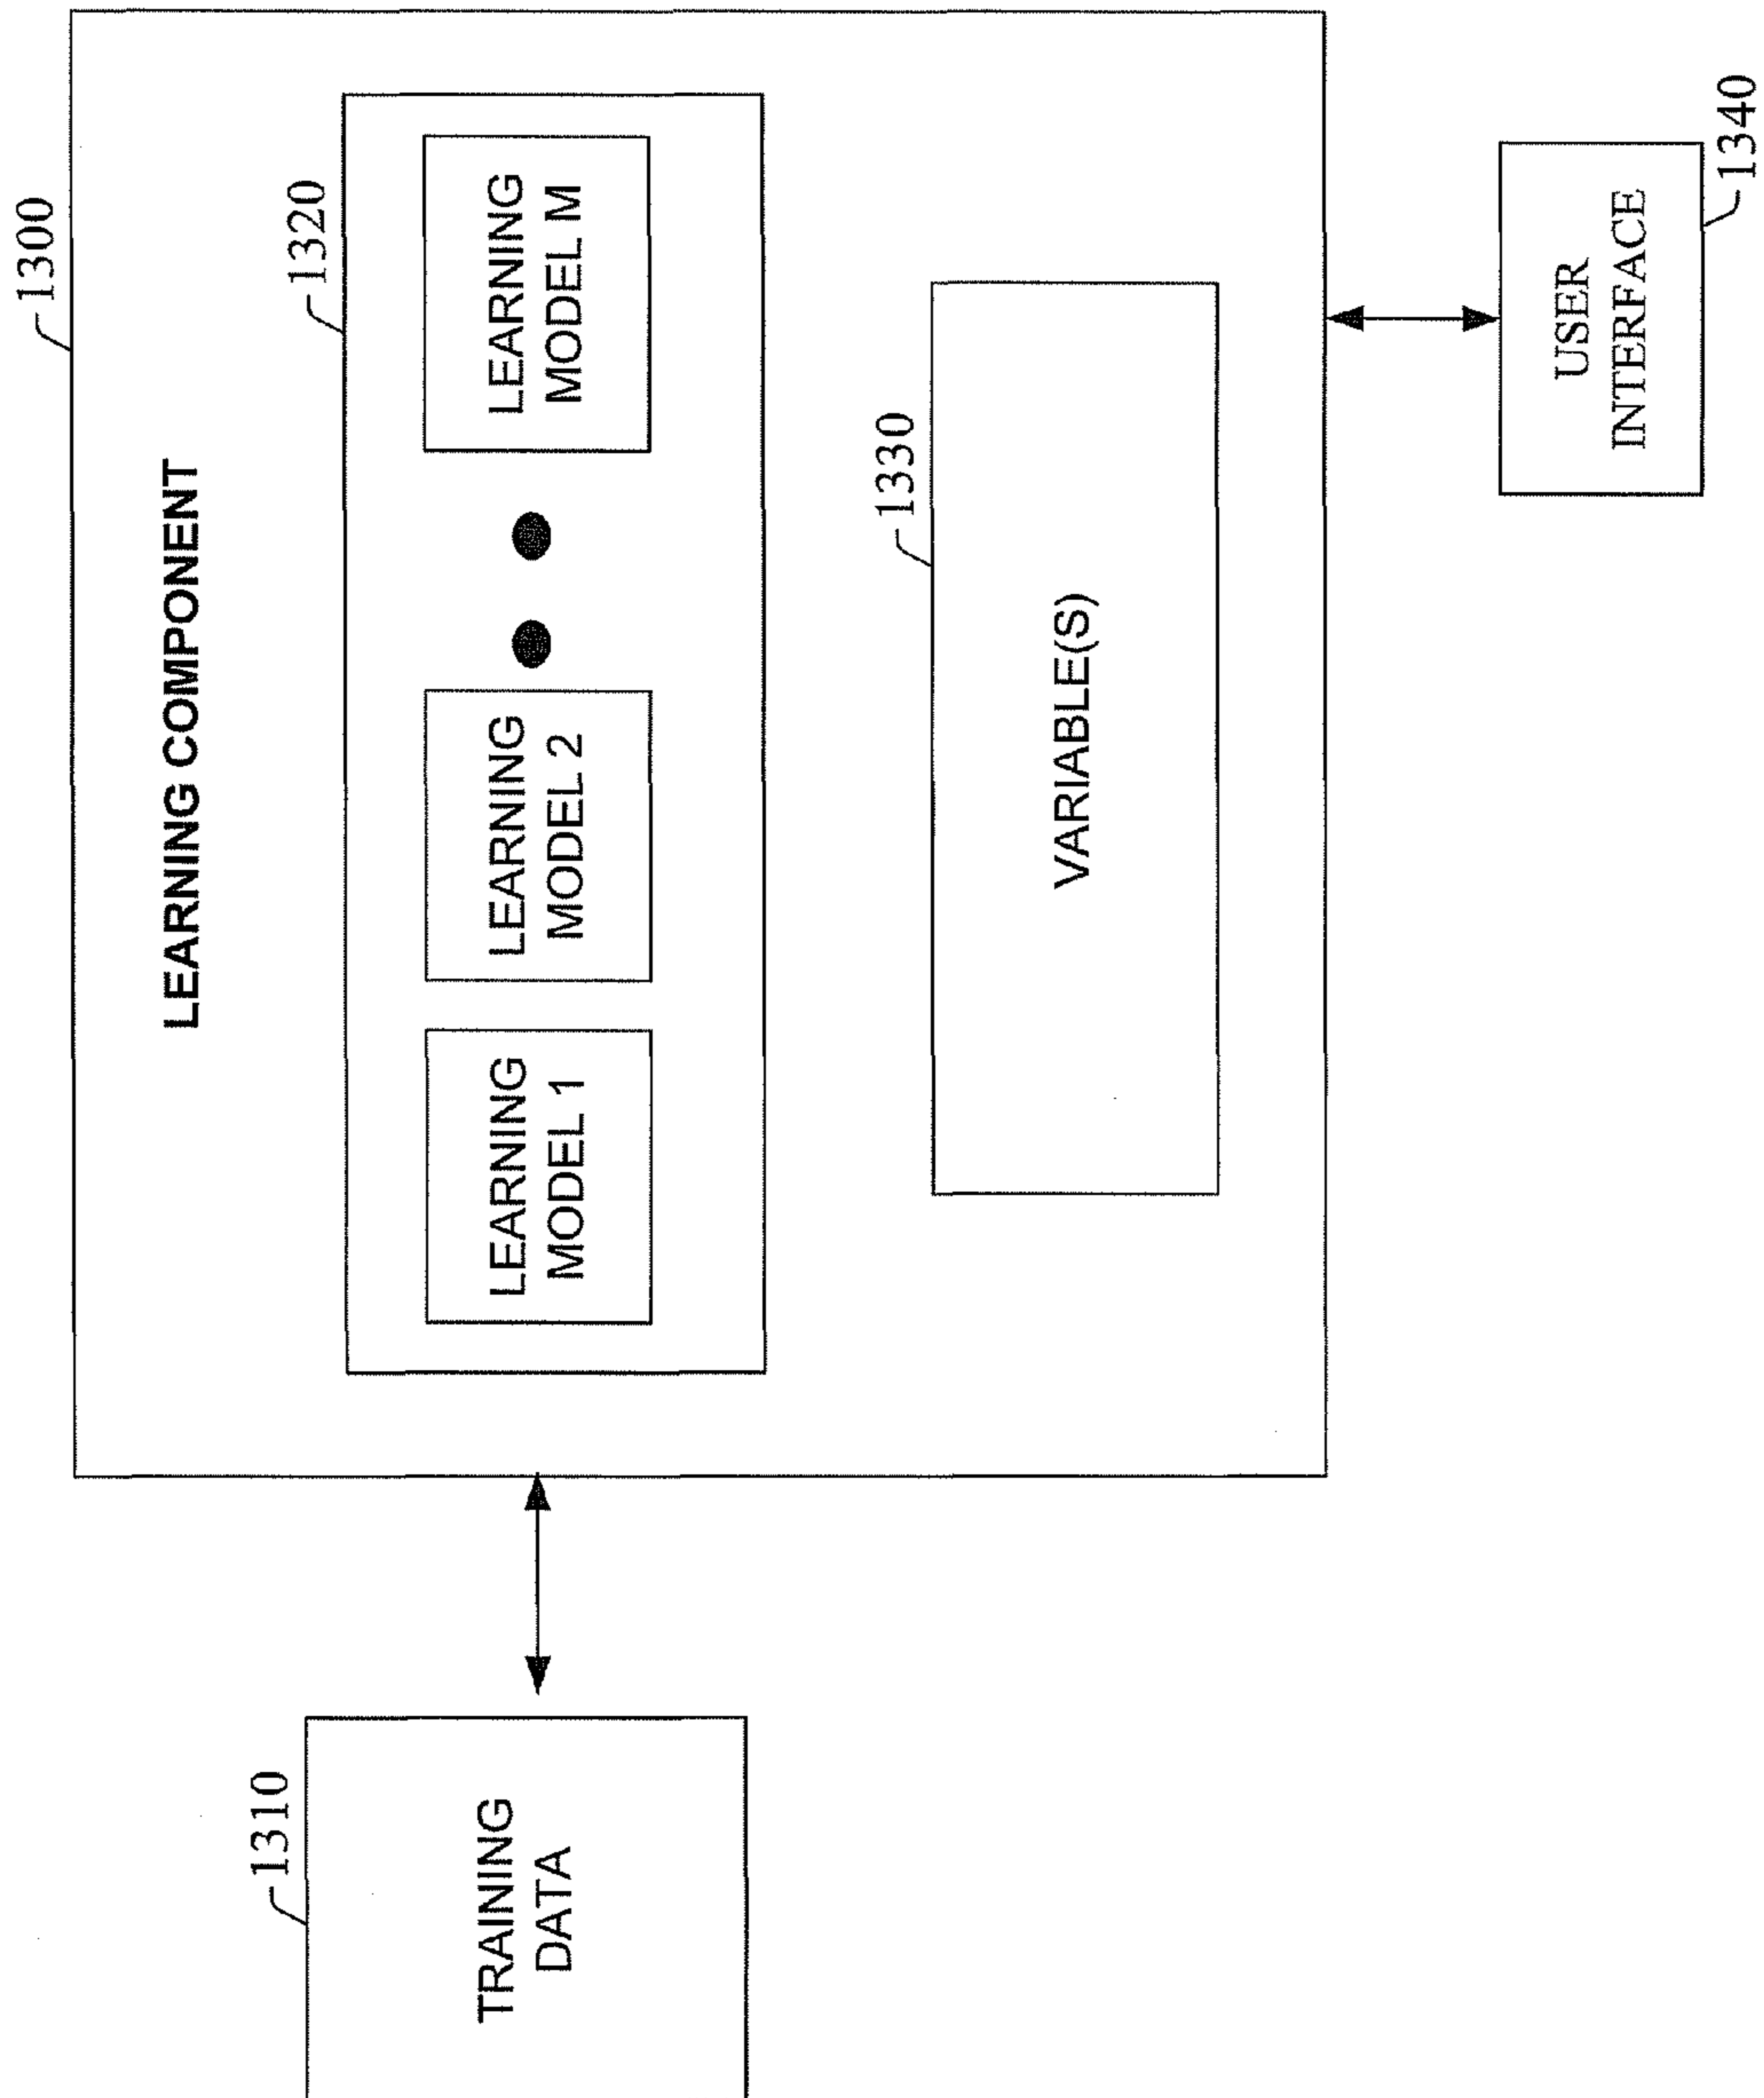 1300
LEARNING COMPONENT
1310
1320
TRAINING
DATA
LEARNING
MODEL 1
LEARNING
MODEL 2
LEARNING
MODEL M
1330
VARIABLE(S)
USER
INTERFACE
1340